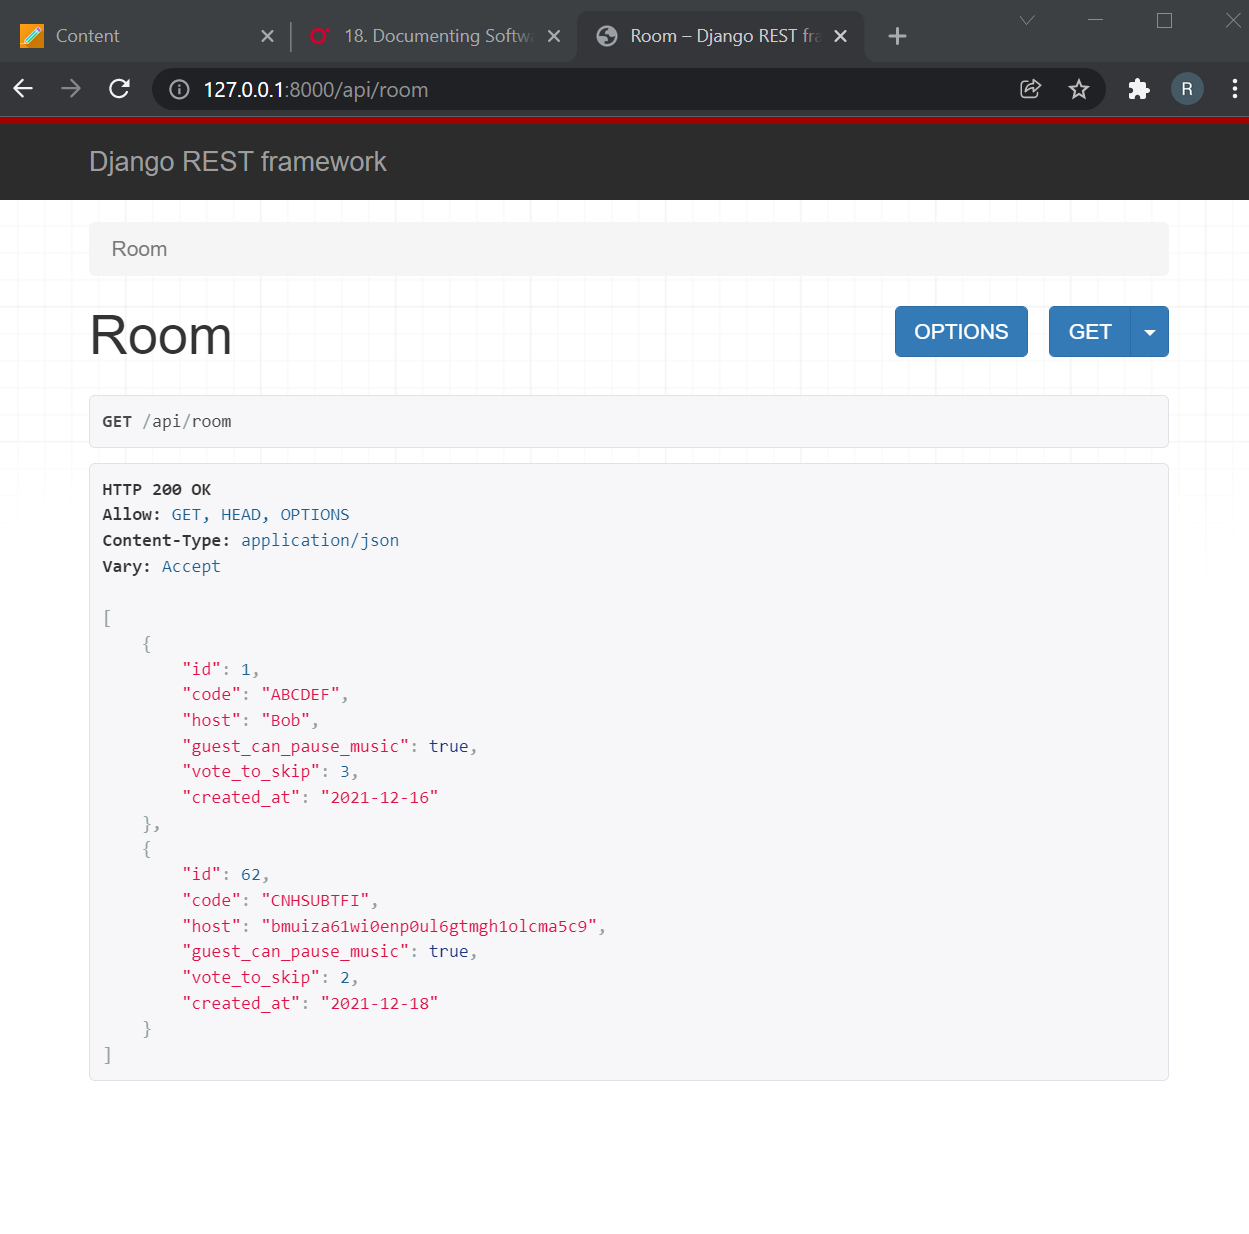 Content
18. Documenting Softw
Room – Django REST fra
127.0.0.1:8000/api/room
R
Django REST framework
Room
Room
OPTIONS
GET
GET /api/room
HTTP 200 OK
Allow: GET, HEAD, OPTIONS
Content-Type: application/json
Vary: Accept
[
    {
        "id": 1,
        "code": "ABCDEF",
        "host": "Bob",
        "guest_can_pause_music": true,
        "vote_to_skip": 3,
        "created_at": "2021-12-16"
    },
    {
        "id": 62,
        "code": "CNHSUBTFI",
        "host": "bmuiza61wi0enp0ul6gtmgh1olcma5c9",
        "guest_can_pause_music": true,
        "vote_to_skip": 2,
        "created_at": "2021-12-18"
    }
]